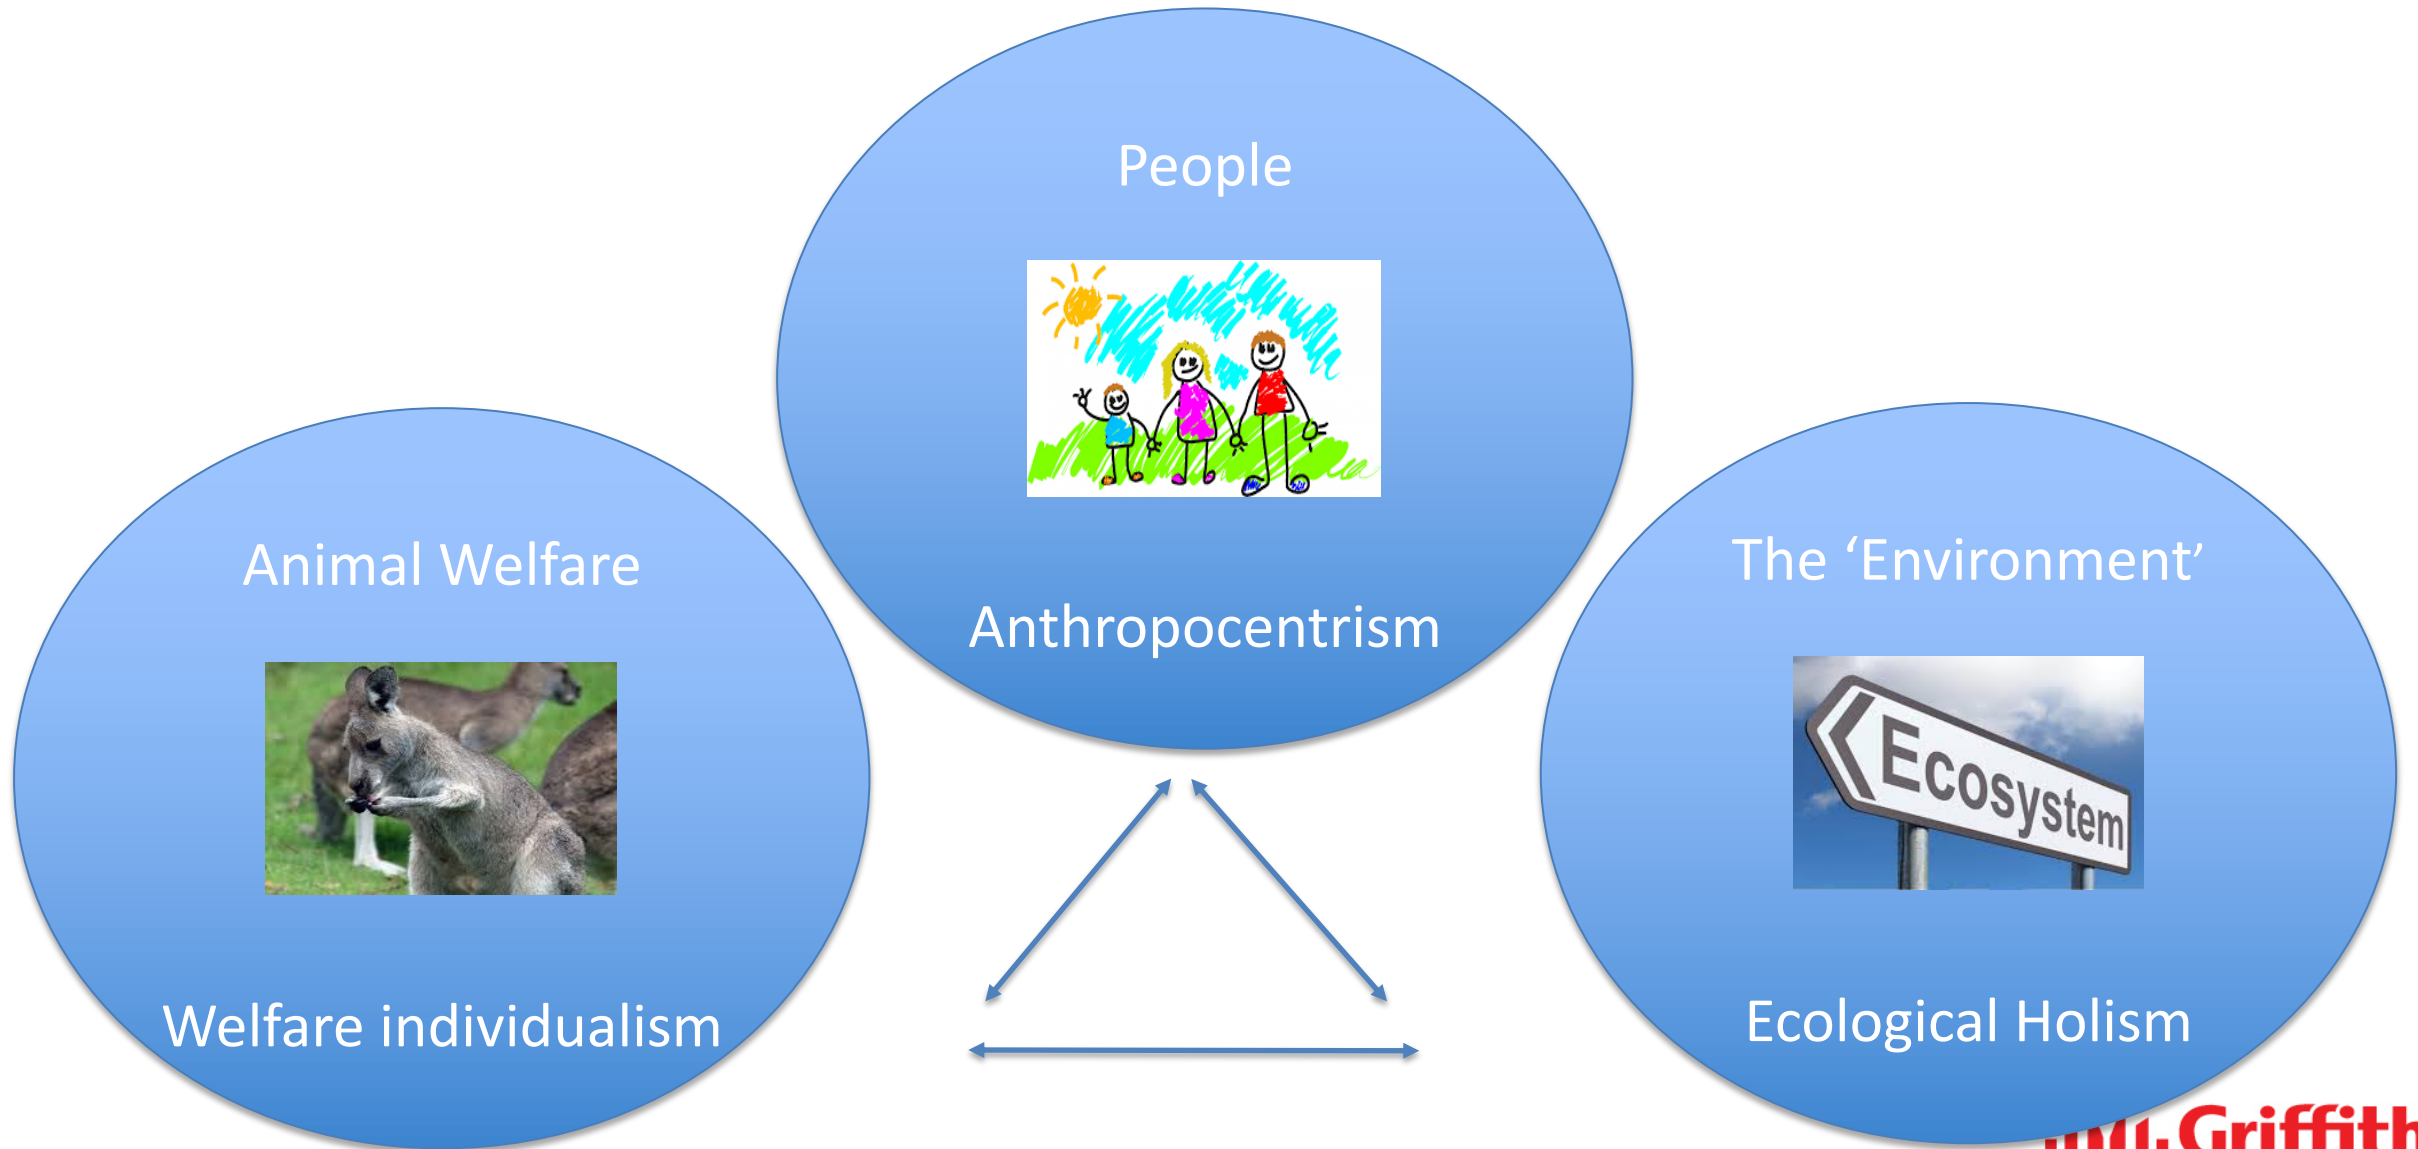 People
Anthropocentrism
Animal Welfare
Welfare individualism
The ‘Environment’
Ecosystem
Ecological Holism
Griffith